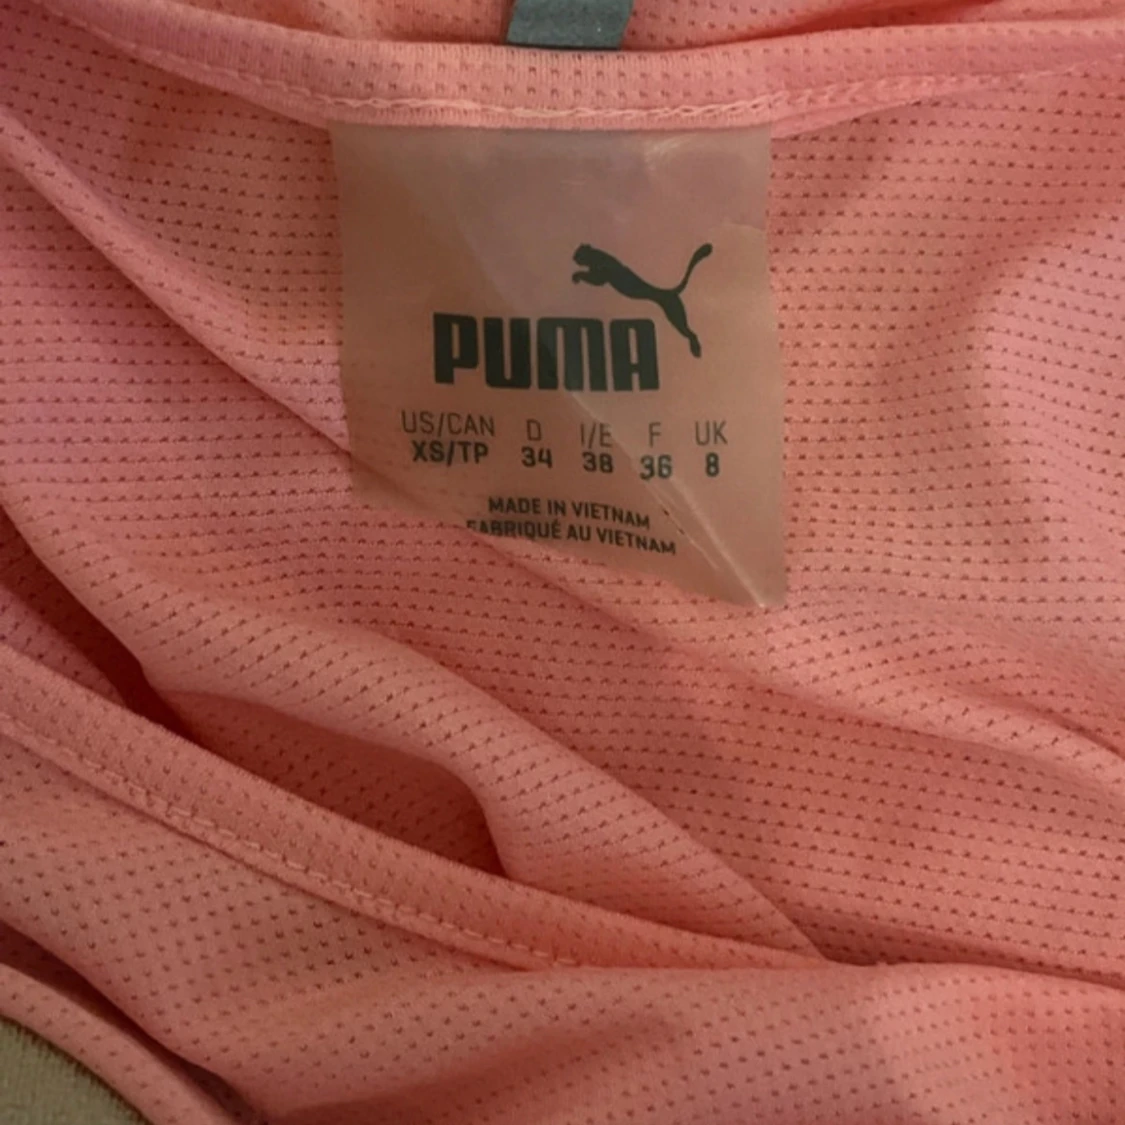 PUMA
US/CAN D I/E F UK
XS/TP 34 38 36 8
MADE IN VIETNAM
FABRIQUÉ AU VIETNAM